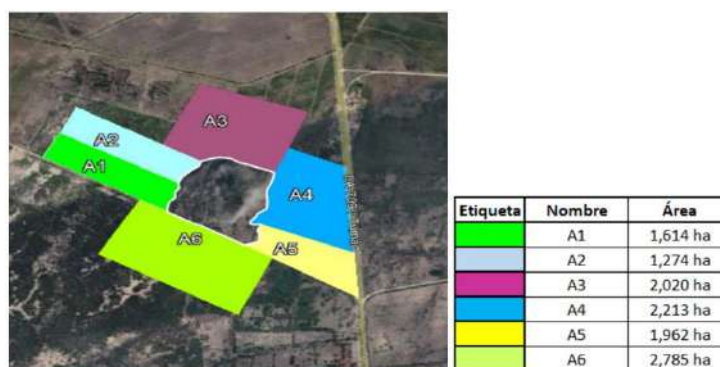 A3
A2
A1
A4
A6
A5
Etiqueta Nombre Área
A1 1,614 ha
A2 1,274 ha
A3 2,020 ha
A4 2,213 ha
A5 1,962 ha
A6 2,785 ha